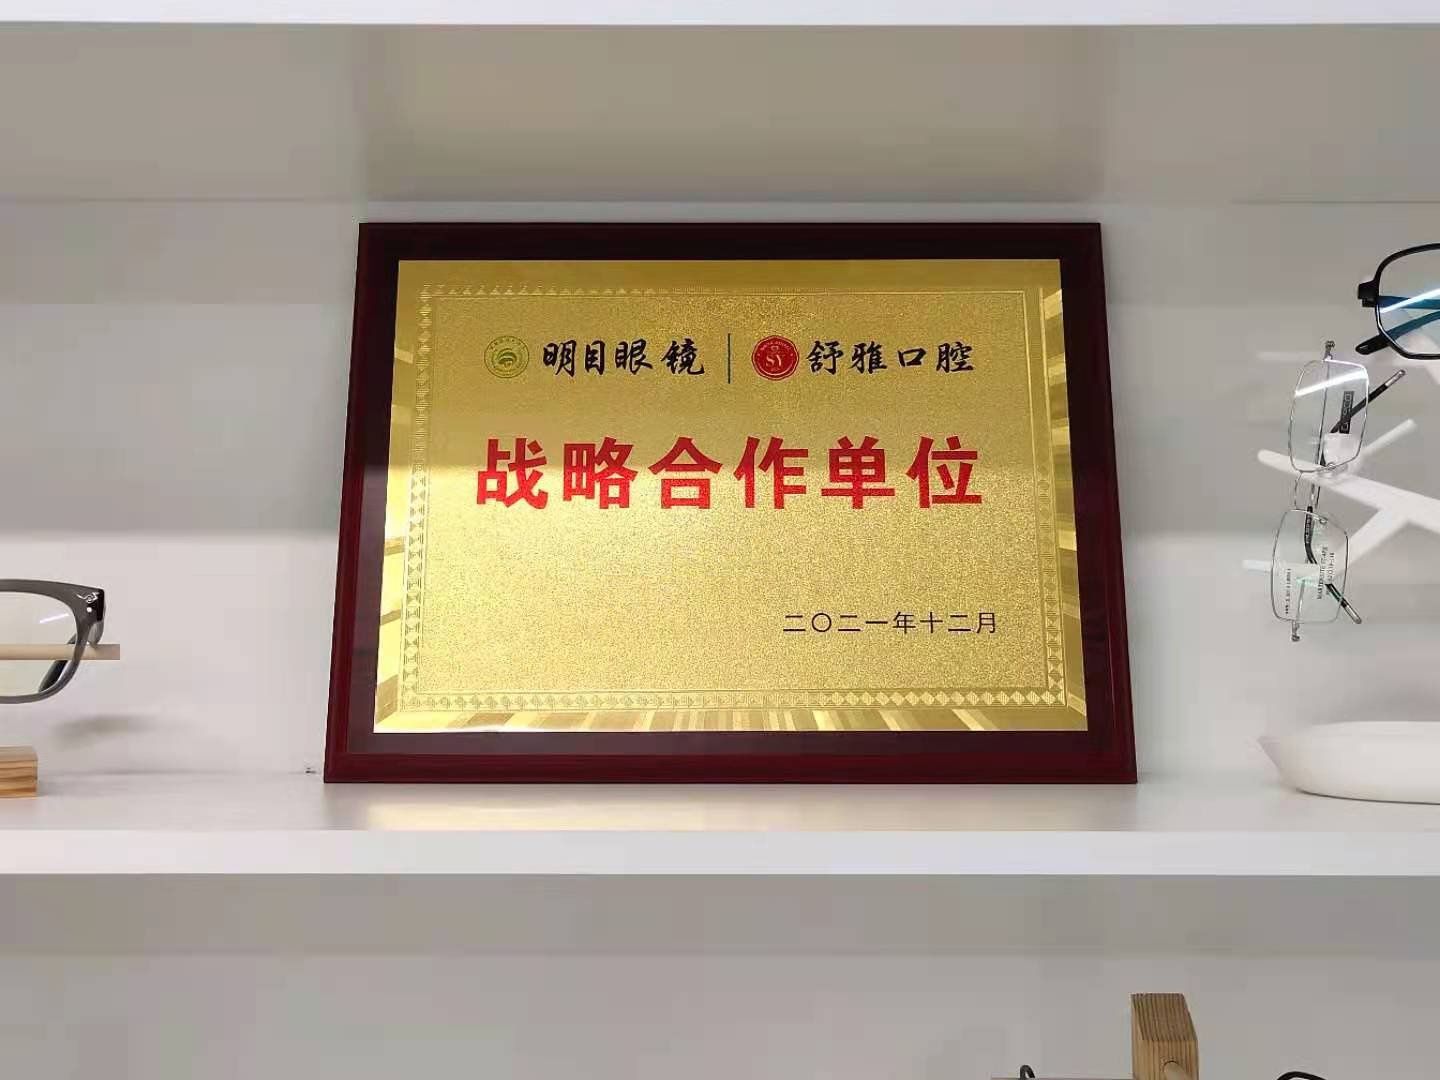 明目眼镜 舒雅口腔
战略合作单位
二〇二一年十二月